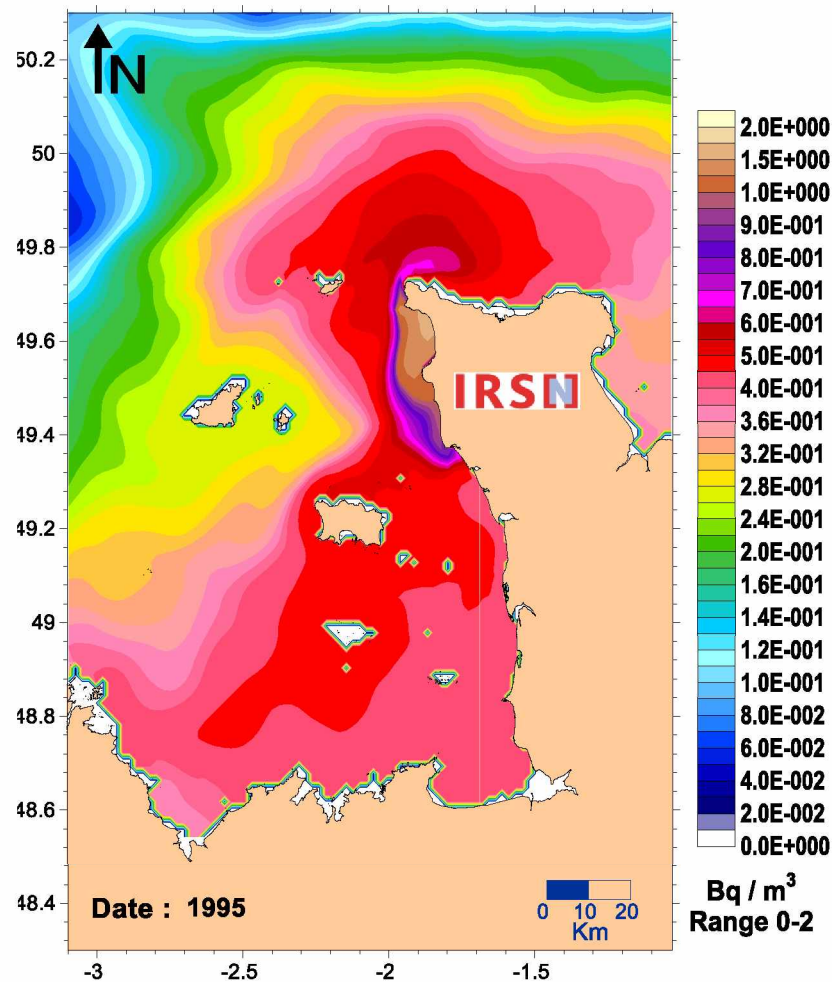 N
50.2
50
49.8
49.6
49.4
49.2
49
48.8
48.6
48.4
-3
-2.5
-2
-1.5
IRSN
Date : 1995
0 10 20
Km
2.0E+000
1.5E+000
1.0E+000
9.0E-001
8.0E-001
7.0E-001
6.0E-001
5.0E-001
4.0E-001
3.6E-001
3.2E-001
2.8E-001
2.4E-001
2.0E-001
1.6E-001
1.4E-001
1.2E-001
1.0E-001
8.0E-002
6.0E-002
4.0E-002
2.0E-002
0.0E+000
Bq / m³
Range 0-2